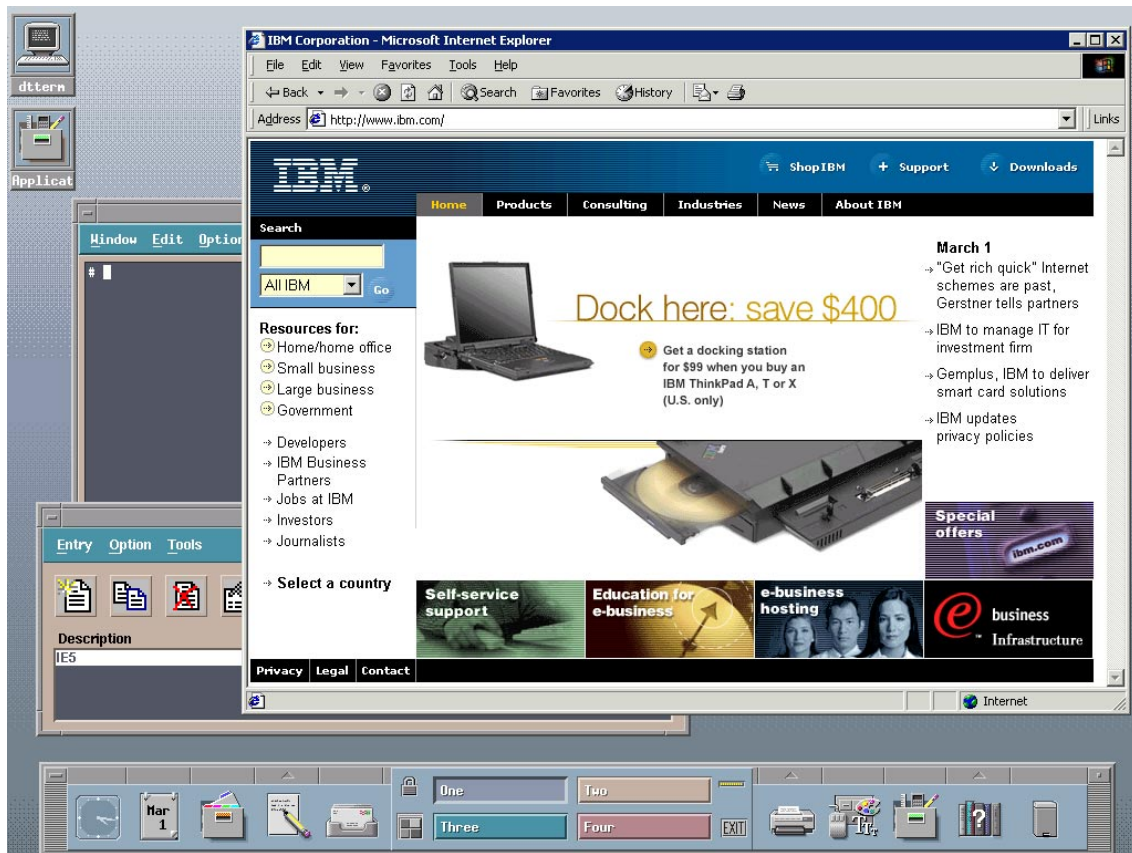 dtterm
Applicat
Window Edit Option
#
IBM Corporation - Microsoft Internet Explorer
File Edit View Favorites Tools Help
Back Search Favorites History
Address http://www.ibm.com/ Links
IBM®
ShopIBM + Support Downloads
Home Products Consulting Industries News About IBM
Search
All IBM Go
Resources for:
Home/home office
Small business
Large business
Government
Developers
IBM Business
Partners
Jobs at IBM
Investors
Journalists
Select a country
Dock here: save $400
Get a docking station
for $99 when you buy an
IBM ThinkPad A, T or X
(U.S. only)
March 1
"Get rich quick" Internet
schemes are past,
Gerstner tells partners
IBM to manage IT for
investment firm
Gemplus, IBM to deliver
smart card solutions
IBM updates
privacy policies
Special
offers
ibm.com
Self-service
support
Education for
e-business
e-business
hosting
e business
Infrastructure
Privacy Legal Contact
Internet
Entry Option Tools
Description
IE5
Mar
1
One Two
Three Four
EXIT